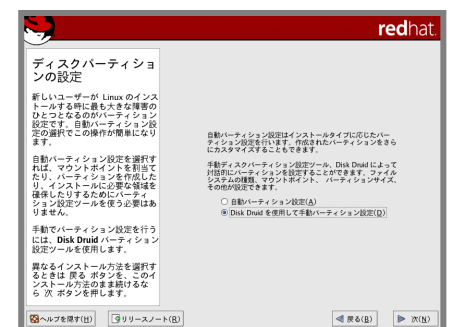 redhat.
ディスクパーティショ
ンの設定
新しいユーザーが Linux のインス
トールする時に最も大きな障害の
ひとつとなるのがパーティション
設定です。自動パーティション設
定の選択でこの操作が簡単になり
ます。
自動パーティション設定を選択す
れば、マウントポイントを割当て
たり、パーティションを作成した
り、インストールに必要な領域を
確保したりするためにパーティ
ション設定ツールを使う必要はあ
りません。
手動でパーティション設定を行う
には、Disk Druid パーティション
設定ツールを使用します。
異なるインストール方法を選択す
るときは 戻る ボタンを、このイ
ンストール方法のまま続けるな
ら 次 ボタンを押します。
自動パーティション設定はインストールタイプに応じたパー
ティション設定を行います。作成されたパーティションをさら
にカスタマイズすることもできます。
手動ディスクパーティション設定ツール、Disk Druid によって
対話的にパーティションを設定することができます。ファイル
システムの種類、マウントポイント、 パーティションサイズ、
その他が設定できます。
自動パーティション設定(A)
Disk Druid を使用して手動パーティション設定(D)
ヘルプを隠す(H)
リリースノート(R)
戻る(B)
次(N)